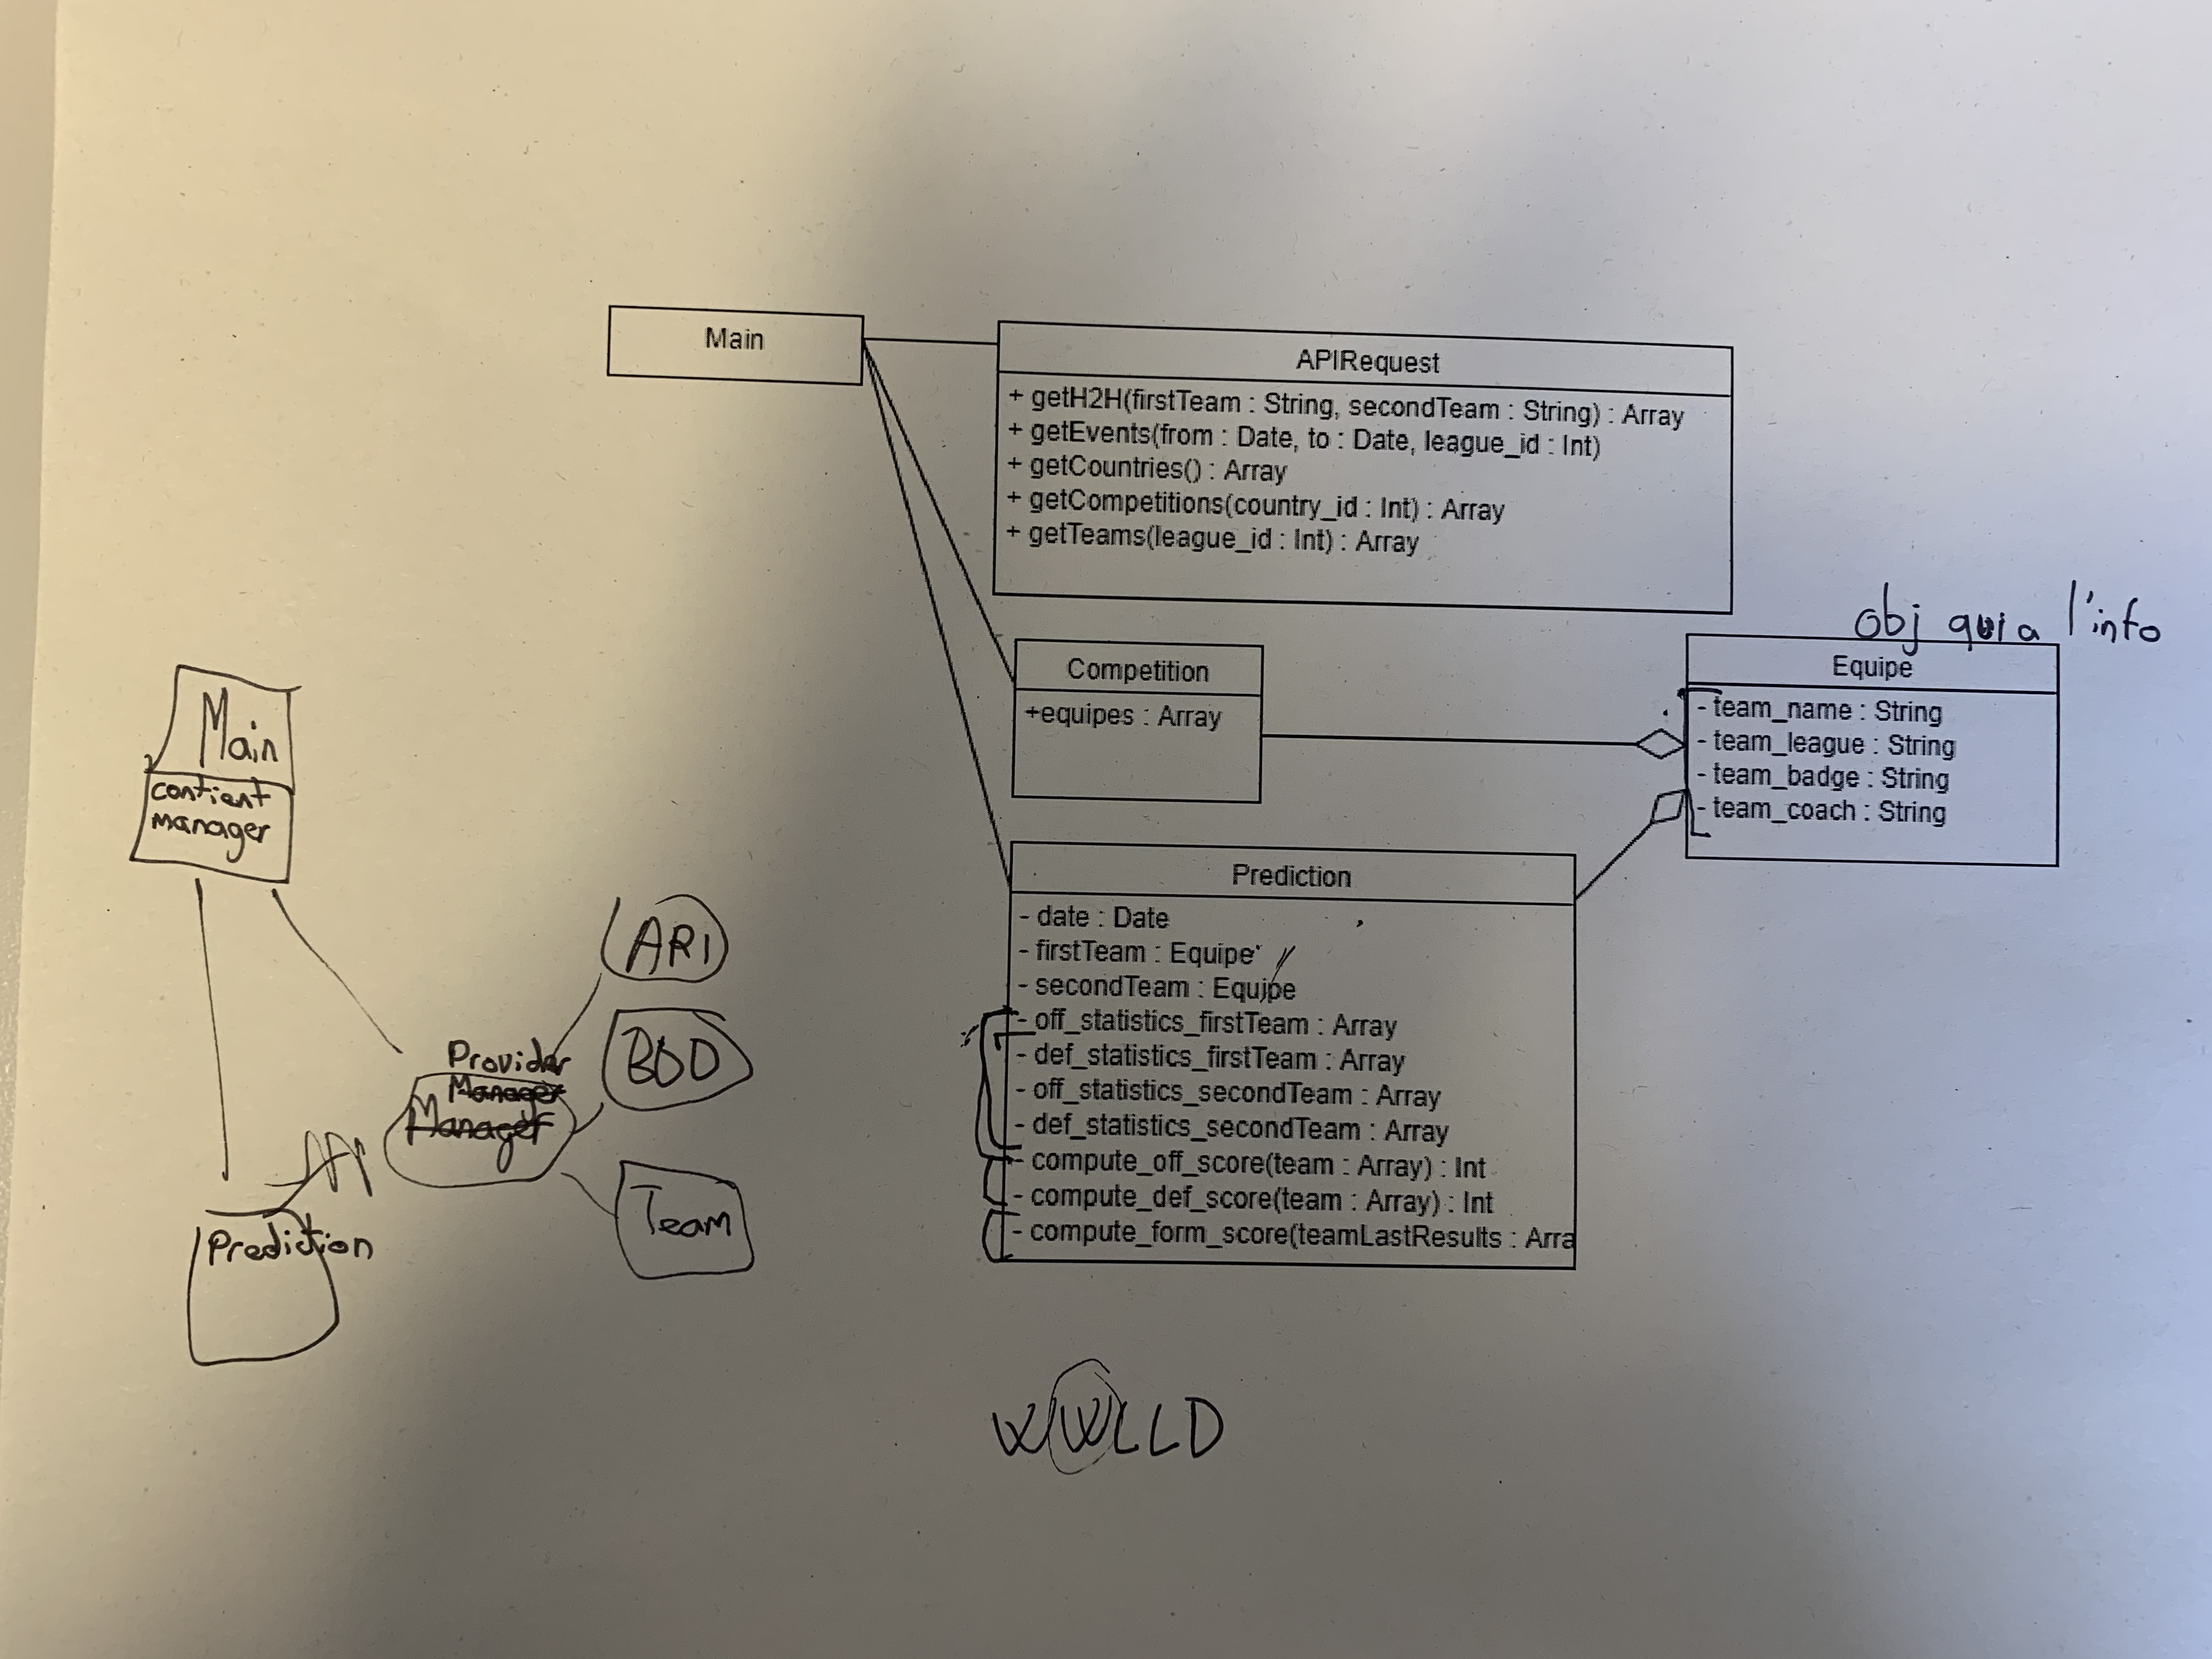 Main
APIRequest
+ getH2H(firstTeam : String, secondTeam : String) : Array
+ getEvents(from : Date, to : Date, league_id : Int)
+ getCountries() : Array
+ getCompetitions(country_id : Int) : Array
+ getTeams(league_id : Int) : Array
obj qui a l'info
Equipe
- team_name : String
- team_league : String
- team_badge : String
- team_coach : String
Competition
+equipes : Array
Prediction
- date : Date
- firstTeam : Equipe
- secondTeam : Equipe
- off_statistics_firstTeam : Array
- def_statistics_firstTeam : Array
- off_statistics_secondTeam : Array
- def_statistics_secondTeam : Array
- compute_off_score(team : Array) : Int
- compute_def_score(team : Array) : Int
- compute_form_score(teamLastResults : Arra
Main
contient
manager
API
BDD
Provider
Manager
Manager
Team
Prediction
WWLLD